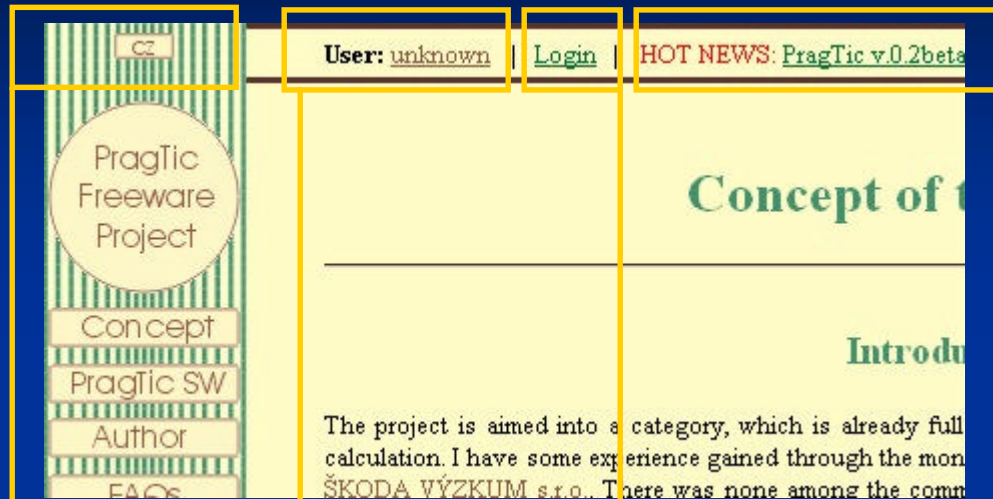 CZ
User: unknown | Login | HOT NEWS: PragTic v.0.2beta
PragTic
Freeware
Project
Concept
PragTic SW
Author
FAQs
Concept of t
Introdu
The project is aimed into a category, which is already full
calculation. I have some experience gained through the mon
ŠKODA VÝZKUM s.r.o.. There was none among the comm